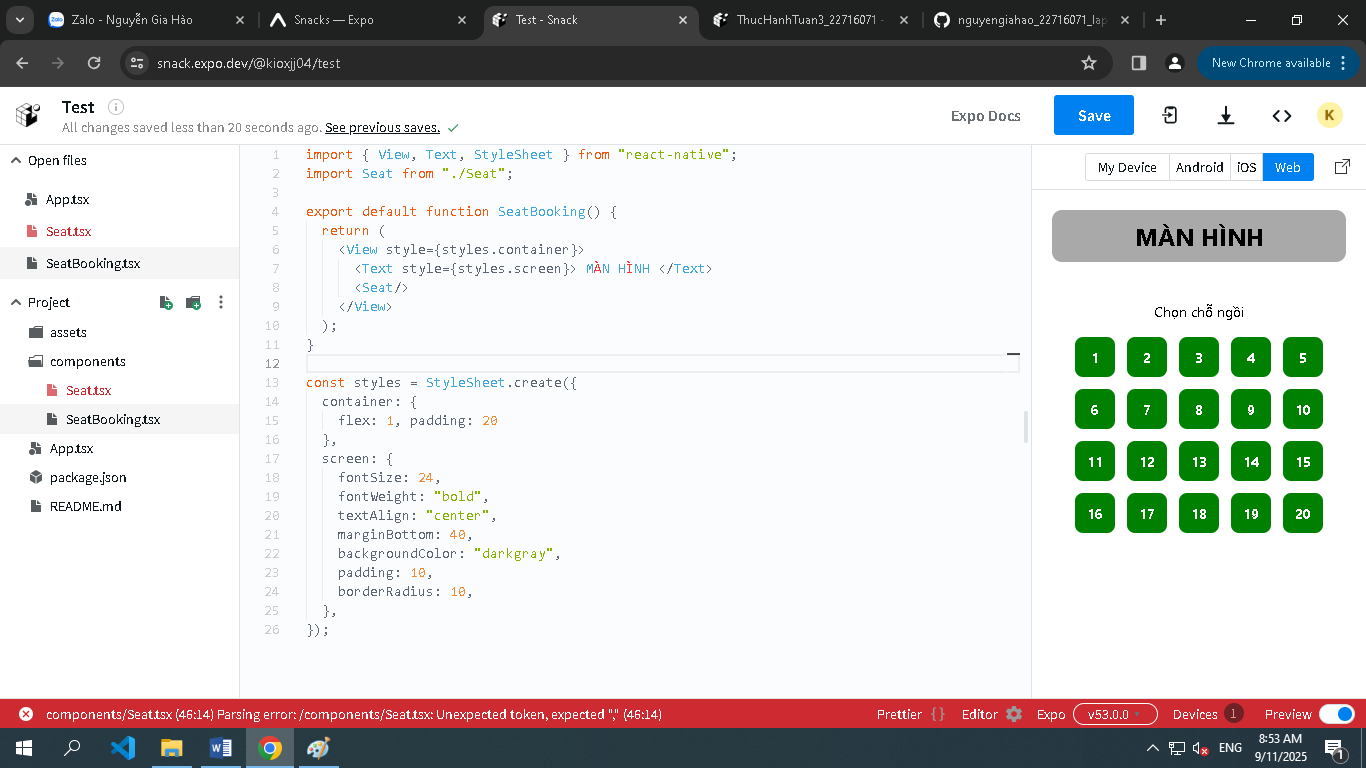 Zalo - Nguyễn Gia Hào
Snacks — Expo
Test - Snack
ThucHanhTuan3_22716071 -
nguyengiahao_22716071_lap
snack.expo.dev/@kioxjj04/test
New Chrome available
Test
All changes saved less than 20 seconds ago. See previous saves.
Expo Docs
Save
K
Open files
App.tsx
Seat.tsx
SeatBooking.tsx
Project
assets
components
Seat.tsx
SeatBooking.tsx
App.tsx
package.json
README.md
1 import { View, Text, StyleSheet } from "react-native";
2 import Seat from "./Seat";
3
4 export default function SeatBooking() {
5 return (
6 <View style={styles.container}>
7 <Text style={styles.screen}> MÀN HÌNH </Text>
8 <Seat/>
9 </View>
10 );
11 }
12
13 const styles = StyleSheet.create({
14 container: {
15 flex: 1, padding: 20
16 },
17 screen: {
18 fontSize: 24,
19 fontWeight: "bold",
20 textAlign: "center",
21 marginBottom: 40,
22 backgroundColor: "darkgray",
23 padding: 10,
24 borderRadius: 10,
25 },
26 });
My Device Android iOS Web
MÀN HÌNH
Chọn chỗ ngồi
1 2 3 4 5
6 7 8 9 10
11 12 13 14 15
16 17 18 19 20
components/Seat.tsx (46:14) Parsing error: /components/Seat.tsx: Unexpected token, expected "," (46:14)
Prettier {} Editor Expo v53.0.0 Devices 1 Preview
ENG
8:53 AM
9/11/2025
1